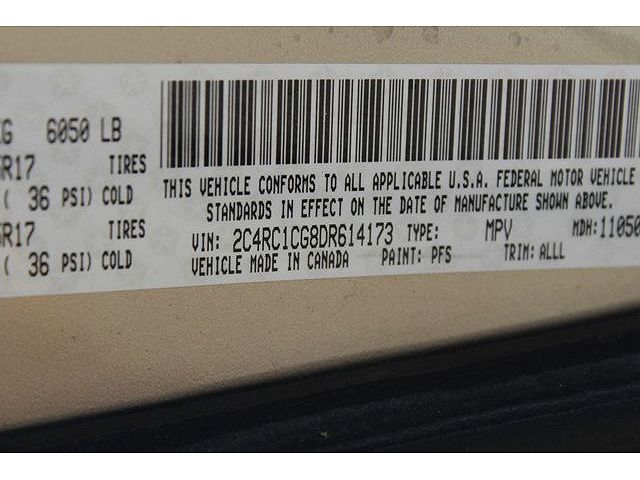 KG 6050 LB
R17 TIRES
( 36 PSI) COLD
R17 TIRES
( 36 PSI) COLD
THIS VEHICLE CONFORMS TO ALL APPLICABLE U.S.A. FEDERAL MOTOR VEHICLE
STANDARDS IN EFFECT ON THE DATE OF MANUFACTURE SHOWN ABOVE.
VIN: 2C4RC1CG8DR614173 TYPE: MPV MDH:11050
VEHICLE MADE IN CANADA PAINT: PFS TRIM: ALLL